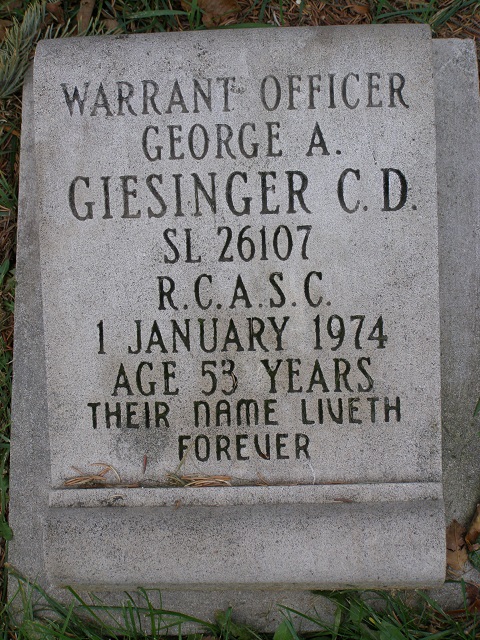 WARRANT OFFICER
GEORGE A.
GIESINGER C.D.
SL 26107
R.C.A.S.C.
1 JANUARY 1974
AGE 53 YEARS
THEIR NAME LIVETH
FOREVER